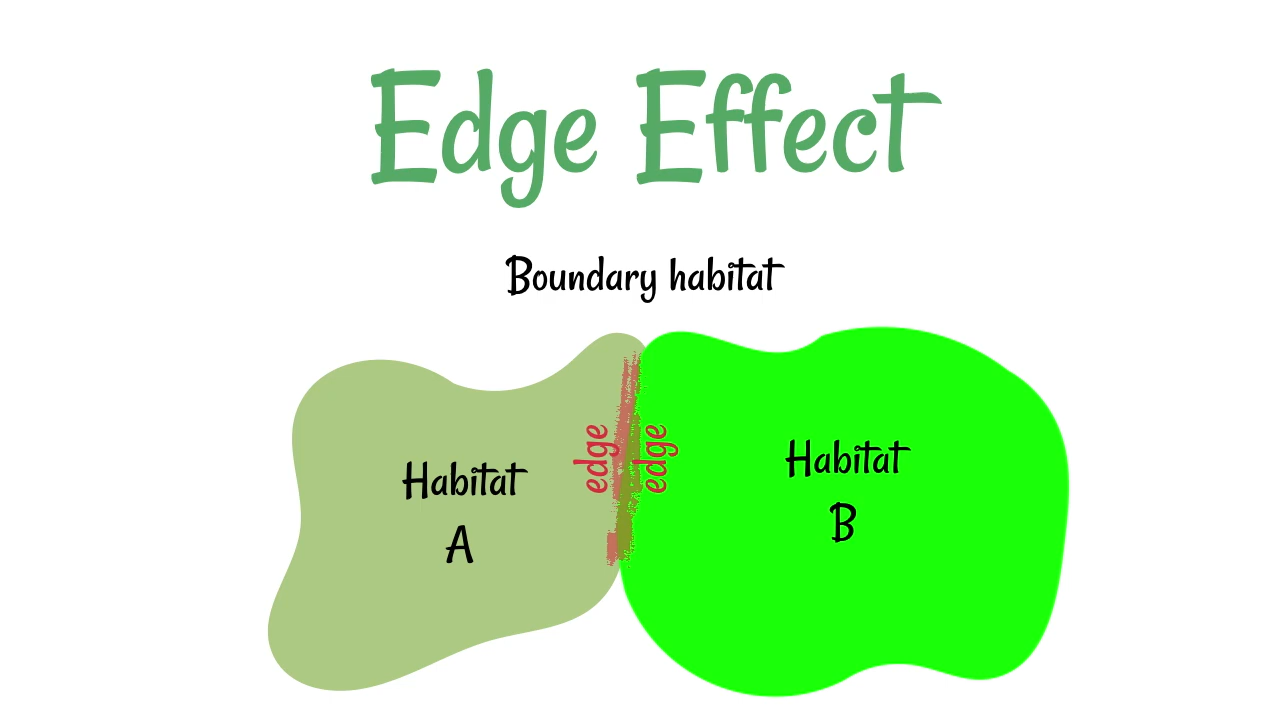 Edge Effect
Boundary habitat
Habitat
A
edge
edge
Habitat
B